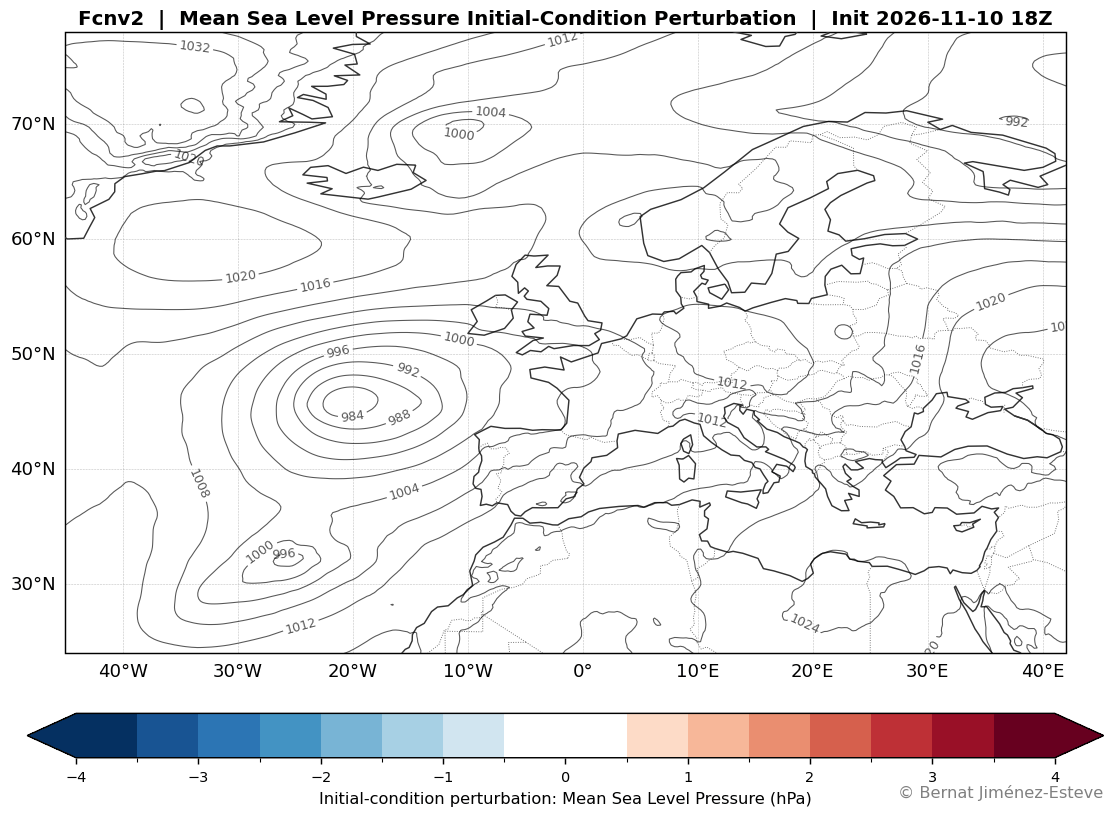 Fcnv2 | Mean Sea Level Pressure Initial-Condition Perturbation | Init 2026-11-10 18Z
1032
1012
1004
1000
992
1020
70°N
60°N
1020
1016
1020
10
1000
996
992
1016
50°N
1012
984
988
1012
40°N
1008
1004
1000
996
30°N
1012
1024
20
40°W 30°W 20°W 10°W 0° 10°E 20°E 30°E 40°E
−4 −3 −2 −1 0 1 2 3 4
Initial-condition perturbation: Mean Sea Level Pressure (hPa)
© Bernat Jiménez-Esteve